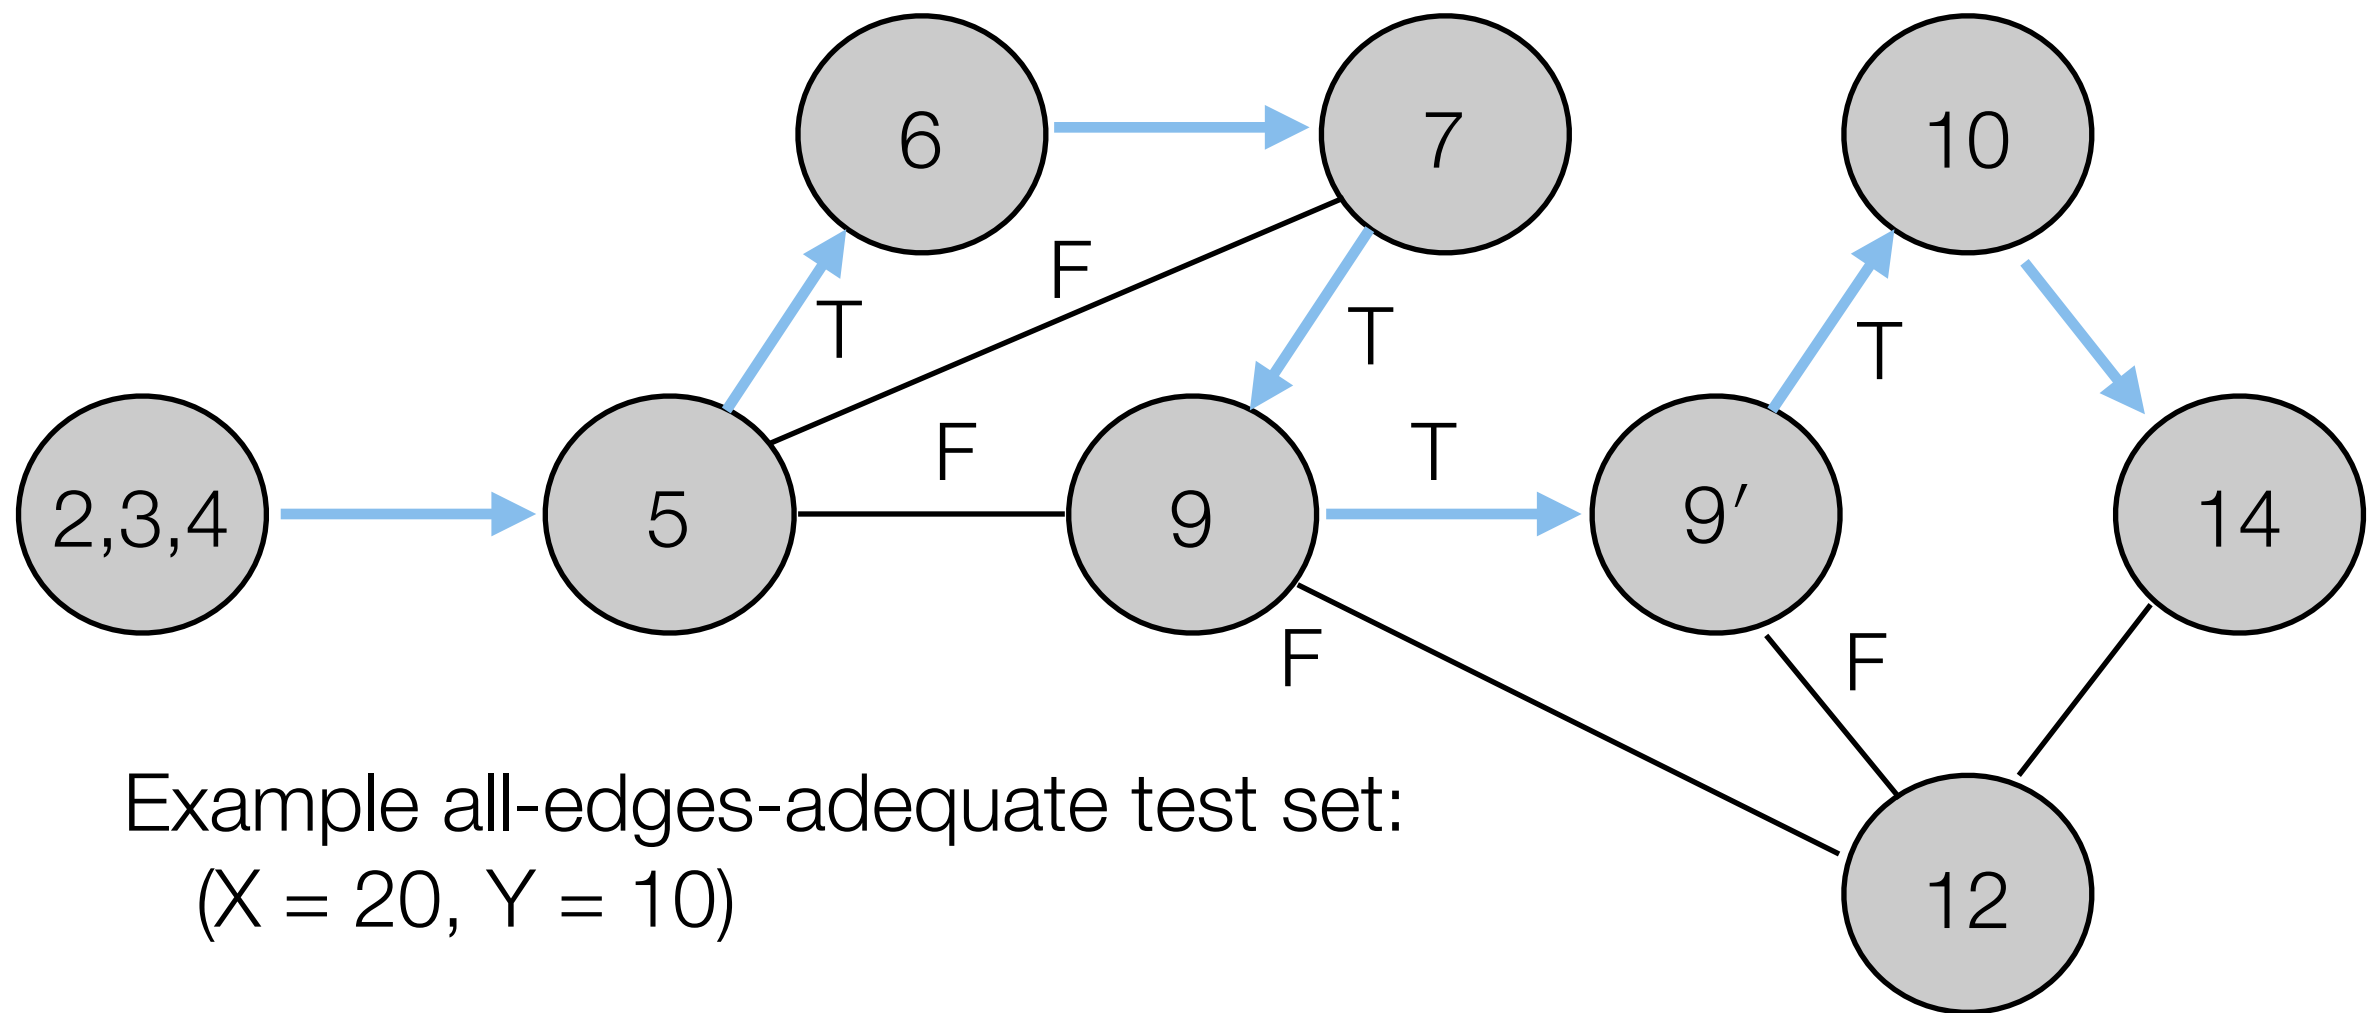 6
7
10
F
T
T
T
F
T
2,3,4
5
9
9′
14
F
F
Example all-edges-adequate test set:
(X = 20, Y = 10)
12